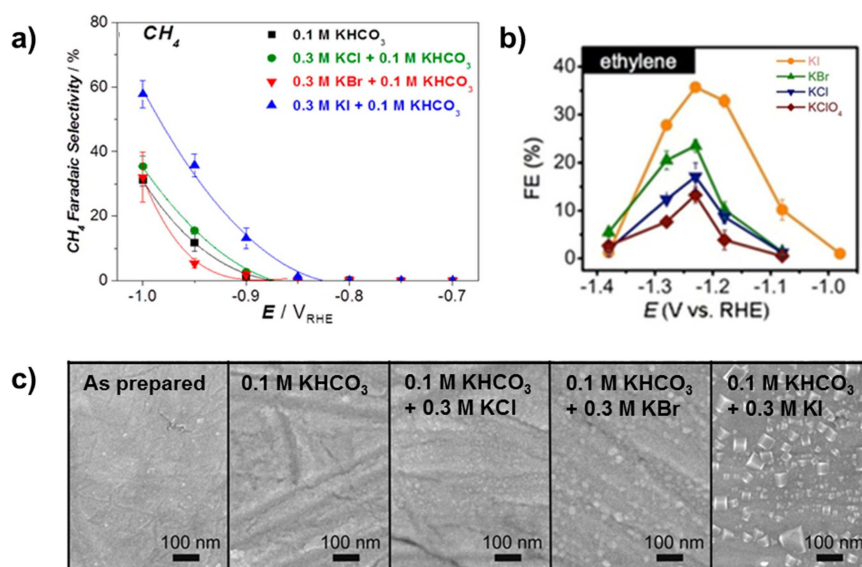 a)
CH₄
0.1 M KHCO₃
0.3 M KCl + 0.1 M KHCO₃
0.3 M KBr + 0.1 M KHCO₃
0.3 M KI + 0.1 M KHCO₃
CH₄ Faradaic Selectivity / %
80
60
40
20
0
-1.0
-0.9
-0.8
-0.7
E / V_RHE
b)
ethylene
KI
KBr
KCl
KClO₄
FE (%)
40
30
20
10
0
-1.4
-1.3
-1.2
-1.1
-1.0
E (V vs. RHE)
c)
As prepared
100 nm
0.1 M KHCO₃
100 nm
0.1 M KHCO₃
+ 0.3 M KCl
100 nm
0.1 M KHCO₃
+ 0.3 M KBr
100 nm
0.1 M KHCO₃
+ 0.3 M KI
100 nm